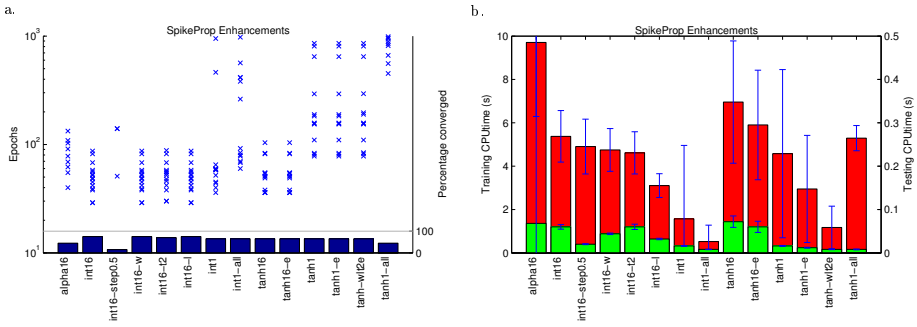 a.
SpikeProp Enhancements
10³
10²
10¹
Epochs
100
0
Percentage converged
alpha16
int16
int16-step0.5
int16-w
int16-t2
int16-l
int1
int1-all
tanh16
tanh16-e
tanh1
tanh1-e
tanh-wll2e
tanh1-all
b.
SpikeProp Enhancements
10
8
6
4
2
0
Training CPUtime (s)
0.5
0.4
0.3
0.2
0.1
0
Testing CPUtime (s)
alpha16
int16
int16-step0.5
int16-w
int16-t2
int16-l
int1
int1-all
tanh16
tanh16-e
tanh1
tanh1-e
tanh-wll2e
tanh1-all